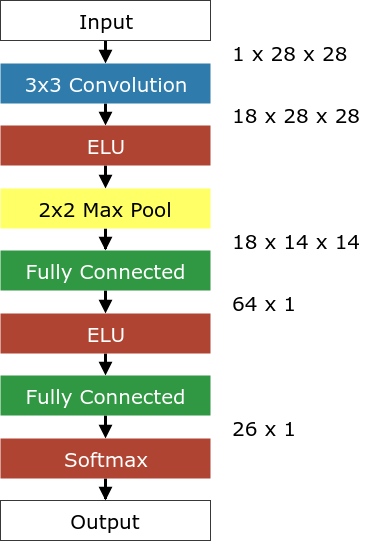 Input
1 x 28 x 28
3x3 Convolution
18 x 28 x 28
ELU
2x2 Max Pool
18 x 14 x 14
Fully Connected
64 x 1
ELU
Fully Connected
26 x 1
Softmax
Output